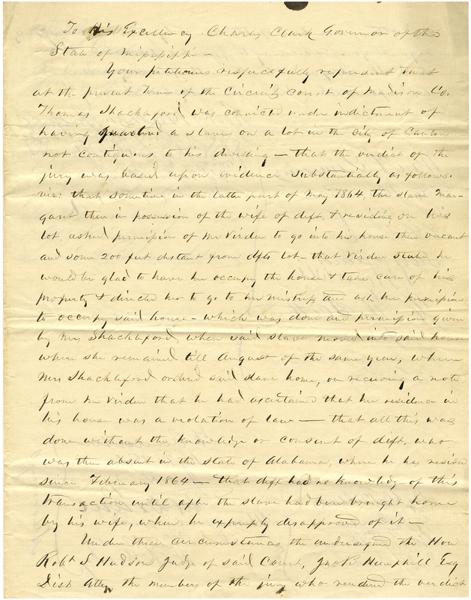 To His Excellency Charles Clark Governor of the
State of Mississippi
Your petitioners respectfully represent that
at the present term of the Circuit court of Madison Co.
Thomas Shackleford was convicted under indictment of
having a slave on a lot in the City of Canton
not contiguous to his dwelling — that the verdict of the
jury was based upon evidence substantially as follows
viz: that sometime in the latter part of May 1864 the slave Mar-
garet then in possession of the wife of deft. & residing on his
lot, asked permission of Mr Virden to go into his house then vacant
and some 200 feet distant from defts lot — that Virden stated he
would be glad to have her occupy the house & take care of his
property & directed her to go to her mistress and ask her permission
to occupy said house — which was done and permission given
by Mrs Shackleford, when said slave moved into said house
where she remained till August of the same year, when
Mrs Shackleford ordered said slave home, on receiving a note
from Mr Virden that he had ascertained that her residence in
his house was a violation of law — that all this was
done without the knowledge or consent of deft, who
was then absent in the state of Alabama, where he has resided
since February 1864 — that deft had no knowledge of this
transaction until after the slave had been brought home
by his wife, when he expressly disapproved of it —
Under these circumstances the undersigned the Hon
Robt S Hudson Judge of said Court, Hemphill Esq
Dist Atty, the members of the jury who rendered the verdict